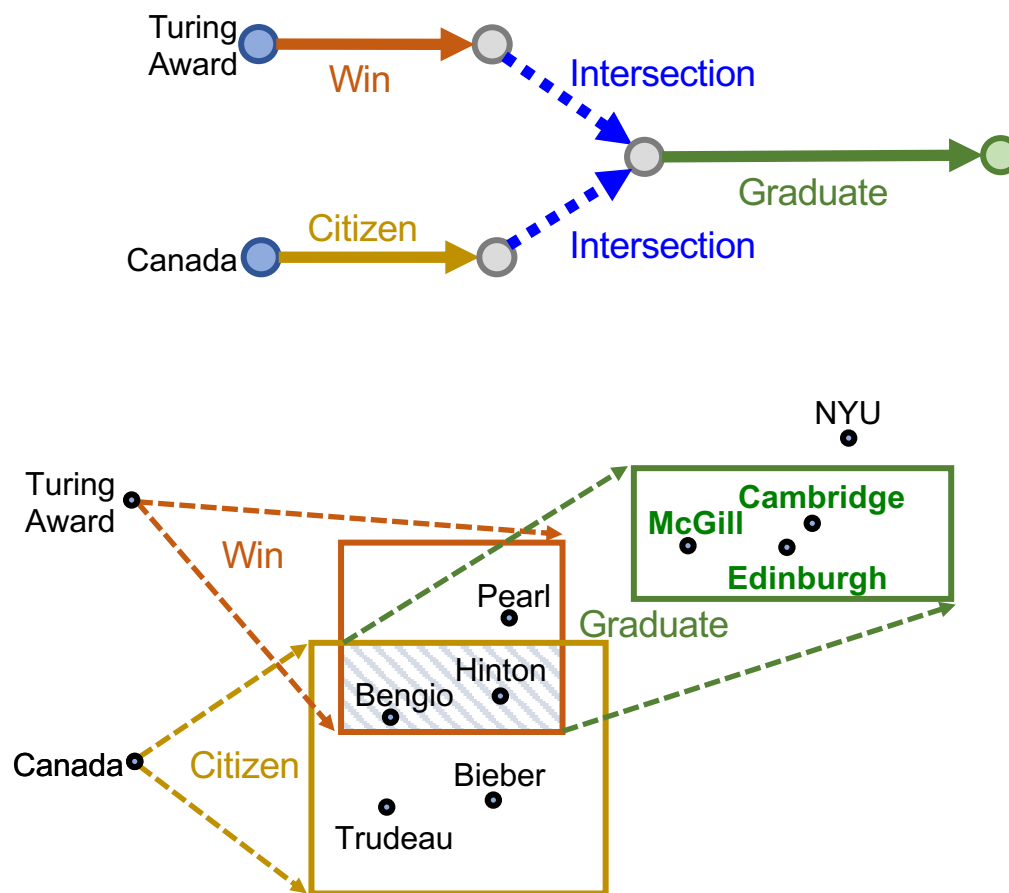 Turing
Award
Win
Intersection
Graduate
Citizen
Intersection
Canada
NYU
Turing
Award
Cambridge
McGill
Win
Edinburgh
Pearl
Graduate
Hinton
Bengio
Canada
Citizen
Bieber
Trudeau